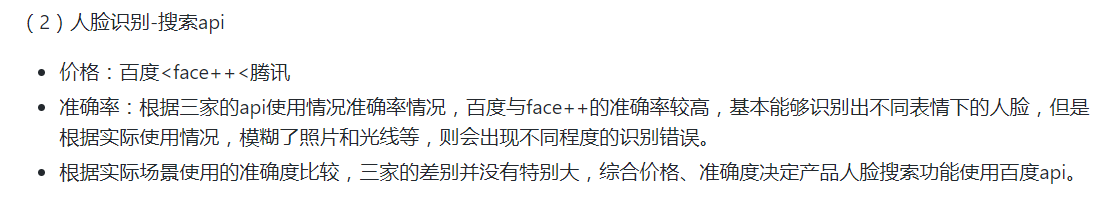 （2）人脸识别-搜索api
• 价格：百度<face++<腾讯
• 准确率：根据三家的api使用情况准确率情况，百度与face++的准确率较高，基本能够识别出不同表情下的人脸，但是
根据实际使用情况，模糊了照片和光线等，则会出现不同程度的识别错误。
• 根据实际场景使用的准确度比较，三家的差别并没有特别大，综合价格、准确度决定产品人脸搜索功能使用百度api。